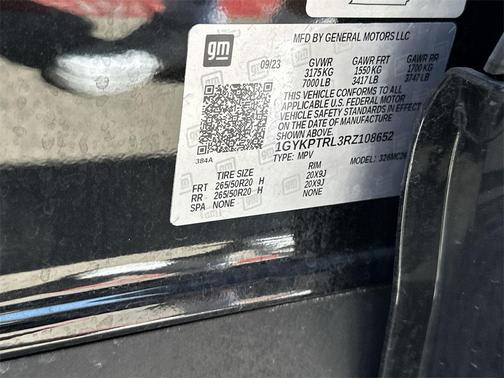 gm
MFD BY GENERAL MOTORS LLC
09/23 GVWR GAWR FRT GAWR RR
3175 KG 1550 KG 1700 KG
7000 LB 3417 LB 3747 LB
THIS VEHICLE CONFORMS TO ALL
APPLICABLE U.S. FEDERAL MOTOR
VEHICLE SAFETY STANDARDS IN
EFFECT ON THE DATE OF MANUFACTURE
SHOWN ABOVE.
1GYKPTRL3RZ108652
TYPE: MPV MODEL: 326MC26
384A
TIRE SIZE RIM
FRT 265/50R20 H 20X9J
RR 265/50R20 H 20X9J
SPA NONE NONE